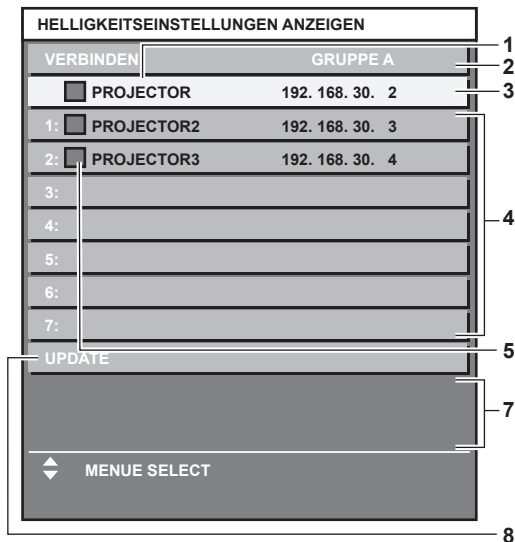 HELLIGKEITSEINSTELLUNGEN ANZEIGEN
VERBINDEN GRUPPE A
PROJECTOR 192. 168. 30. 2
1: PROJECTOR2 192. 168. 30. 3
2: PROJECTOR3 192. 168. 30. 4
3:
4:
5:
6:
7:
UPDATE
MENUE SELECT
1
2
3
4
5
7
8